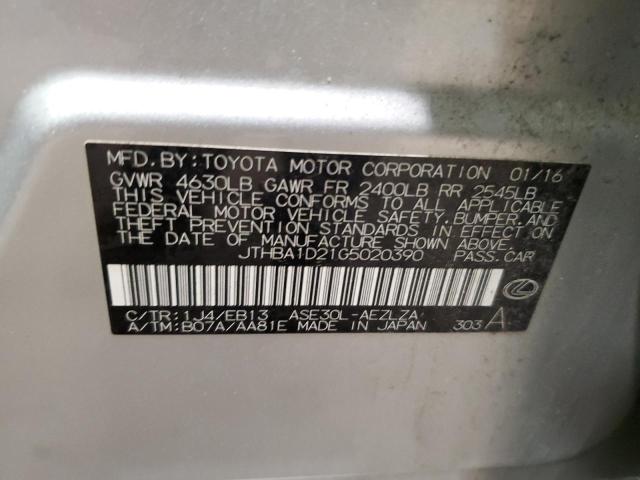 MFD. BY: TOYOTA MOTOR CORPORATION 01/16
GVWR 4630LB GAWR FR 2400LB RR 2545LB
THIS VEHICLE CONFORMS TO ALL APPLICABLE
FEDERAL MOTOR VEHICLE SAFETY, BUMPER, AND
THEFT PREVENTION STANDARDS IN EFFECT ON
THE DATE OF MANUFACTURE SHOWN ABOVE.
JTHBA1D21G5020390 PASS. CAR
C/TR: 1J4/EB13 ASE30L-AEZLZA
A/TM: B07A/AA81E MADE IN JAPAN 303 A